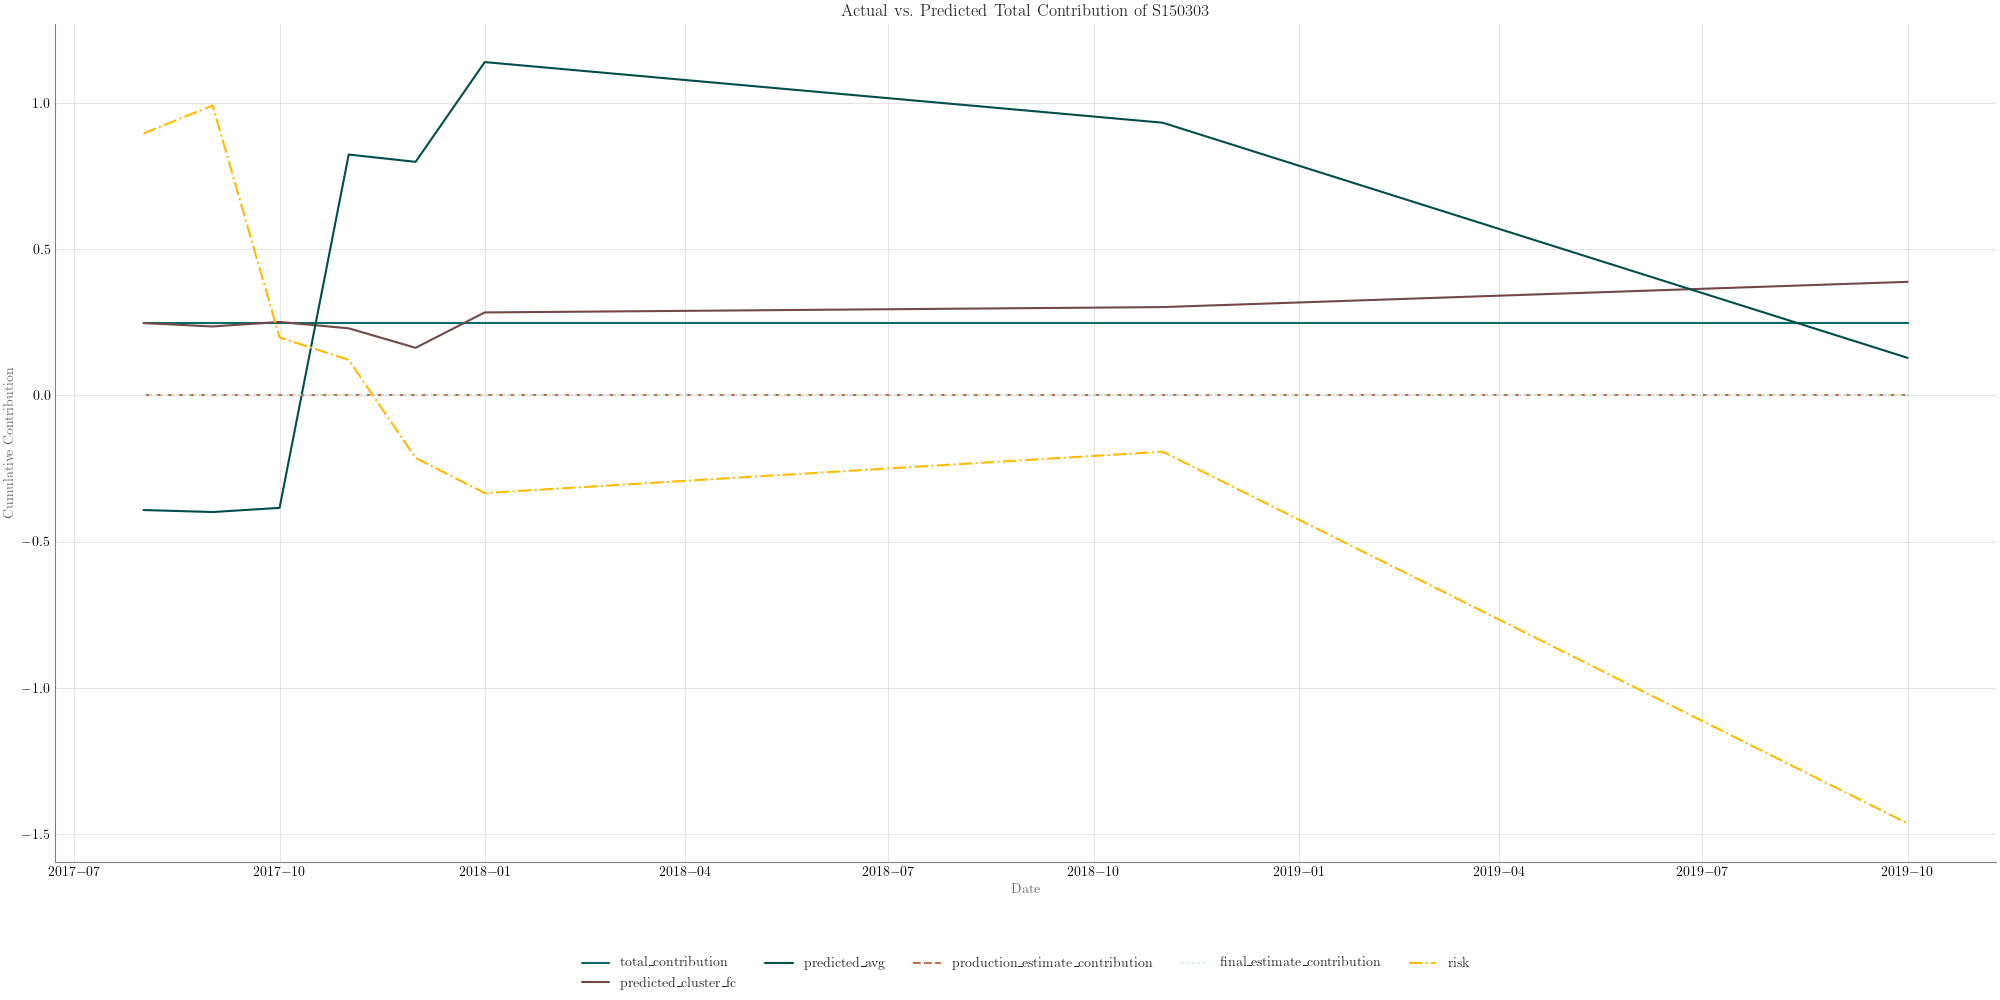 Actual vs. Predicted Total Contribution of S150303
Cumulative Contribution
1.0
0.5
0.0
−0.5
−1.0
−1.5
2017−07 2017−10 2018−01 2018−04 2018−07 2018−10 2019−01 2019−04 2019−07 2019−10
Date
total_contribution predicted_avg production_estimate_contribution final_estimate_contribution risk
predicted_cluster_fc